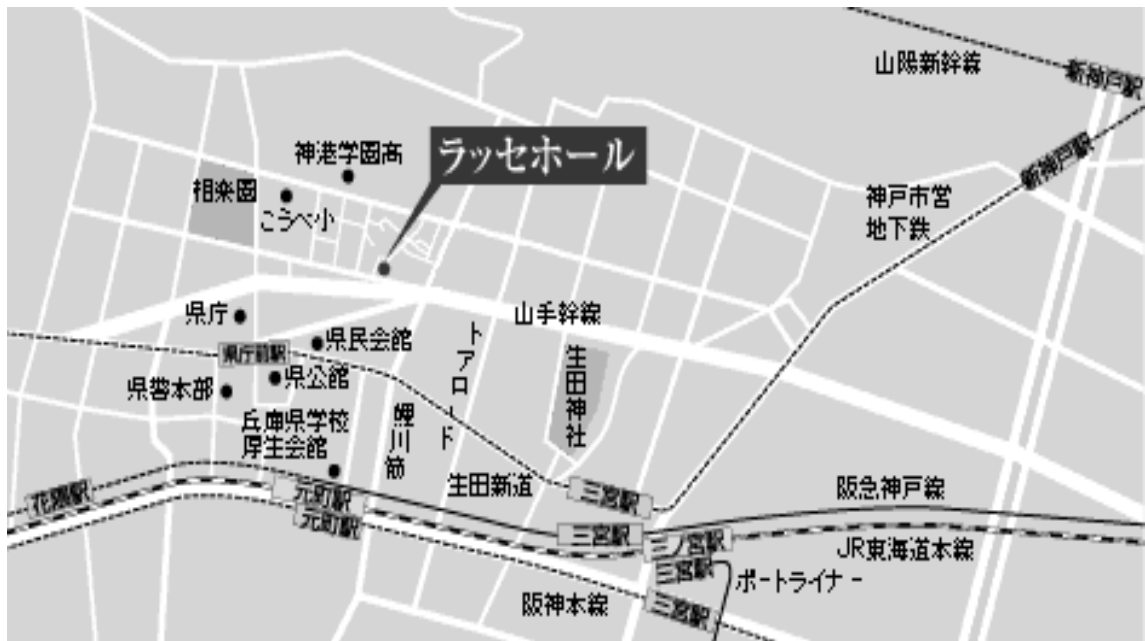 山陽新幹線
新神戸駅
ラッセホール
神港学園高
新神戸駅
相楽園
こうべ小
神戸市営
地下鉄
県庁
山手幹線
県民会館
トアロード
生田神社
県庁前駅
県公館
県警本部
鯉川筋
兵庫県学校
厚生会館
生田新道
花隈駅
元町駅
三宮駅
阪急神戸線
元町駅
三宮駅
三ノ宮駅
JR東海道本線
三宮駅
ポートライナー
阪神本線
三宮駅